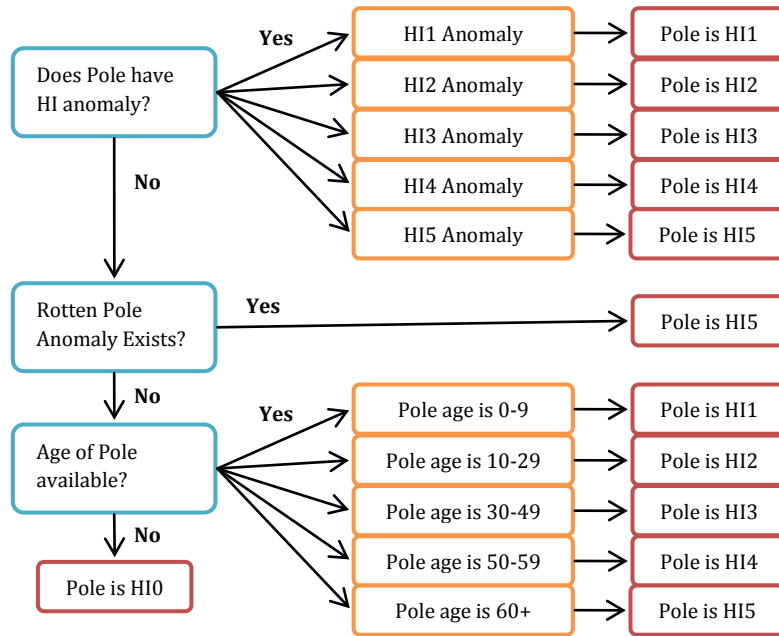 Yes
HI1 Anomaly
Pole is HI1
Does Pole have
HI anomaly?
HI2 Anomaly
Pole is HI2
HI3 Anomaly
Pole is HI3
No
HI4 Anomaly
Pole is HI4
HI5 Anomaly
Pole is HI5
Rotten Pole
Anomaly Exists?
Yes
Pole is HI5
No
Yes
Pole age is 0-9
Pole is HI1
Age of Pole
available?
Pole age is 10-29
Pole is HI2
Pole age is 30-49
Pole is HI3
No
Pole age is 50-59
Pole is HI4
Pole is HI0
Pole age is 60+
Pole is HI5